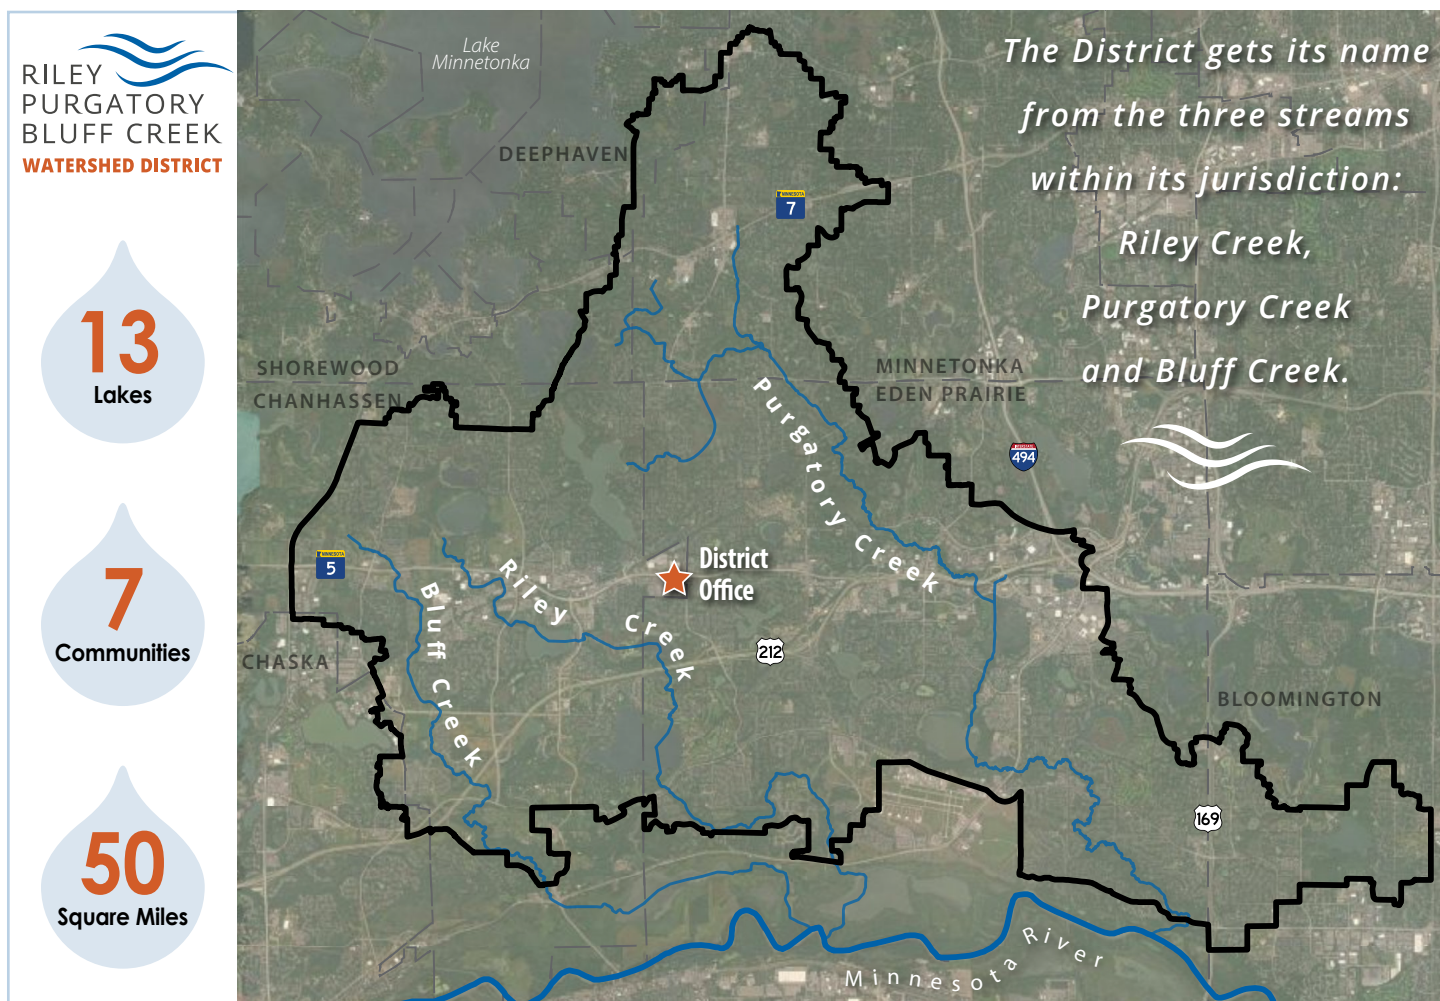 RILEY
PURGATORY
BLUFF CREEK
WATERSHED DISTRICT
13
Lakes
7
Communities
50
Square Miles
The District gets its name
from the three streams
within its jurisdiction:
Riley Creek,
Purgatory Creek
and Bluff Creek.
Lake
Minnetonka
DEEPHAVEN
MINNESOTA
7
SHOREWOOD
CHANHASSEN
MINNETONKA
EDEN PRAIRIE
Purgatory Creek
INTERSTATE
494
MINNESOTA
5
District
Office
Riley Creek
Bluff Creek
212
CHASKA
BLOOMINGTON
169
Minnesota River